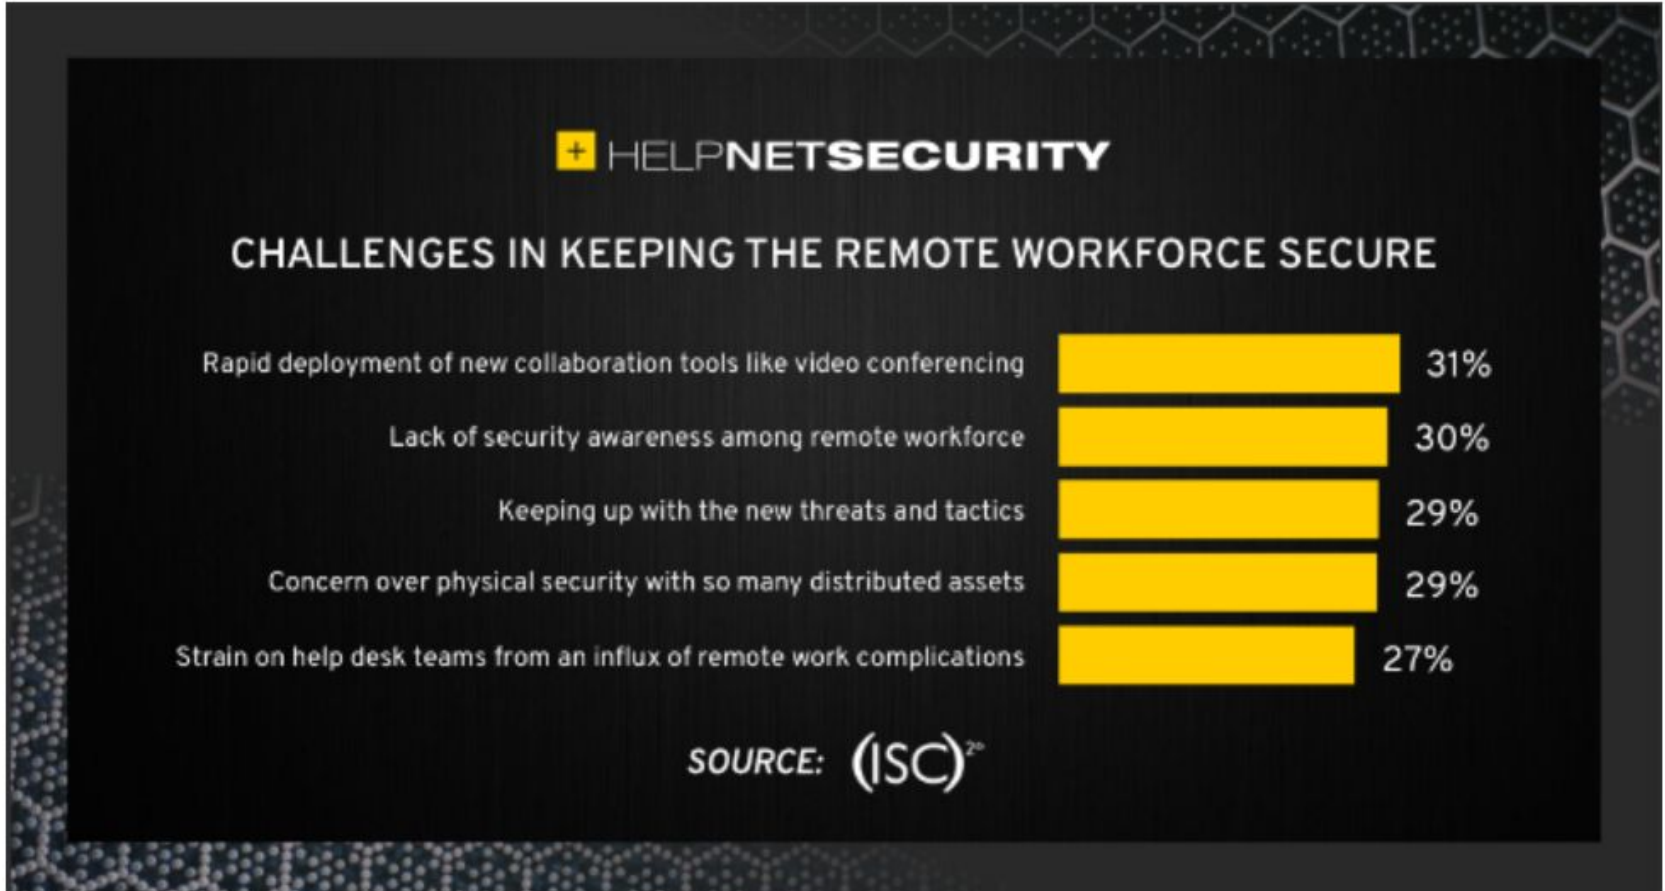 + HELPNETSECURITY
CHALLENGES IN KEEPING THE REMOTE WORKFORCE SECURE
Rapid deployment of new collaboration tools like video conferencing 31%
Lack of security awareness among remote workforce 30%
Keeping up with the new threats and tactics 29%
Concern over physical security with so many distributed assets 29%
Strain on help desk teams from an influx of remote work complications 27%
SOURCE: (ISC)²®